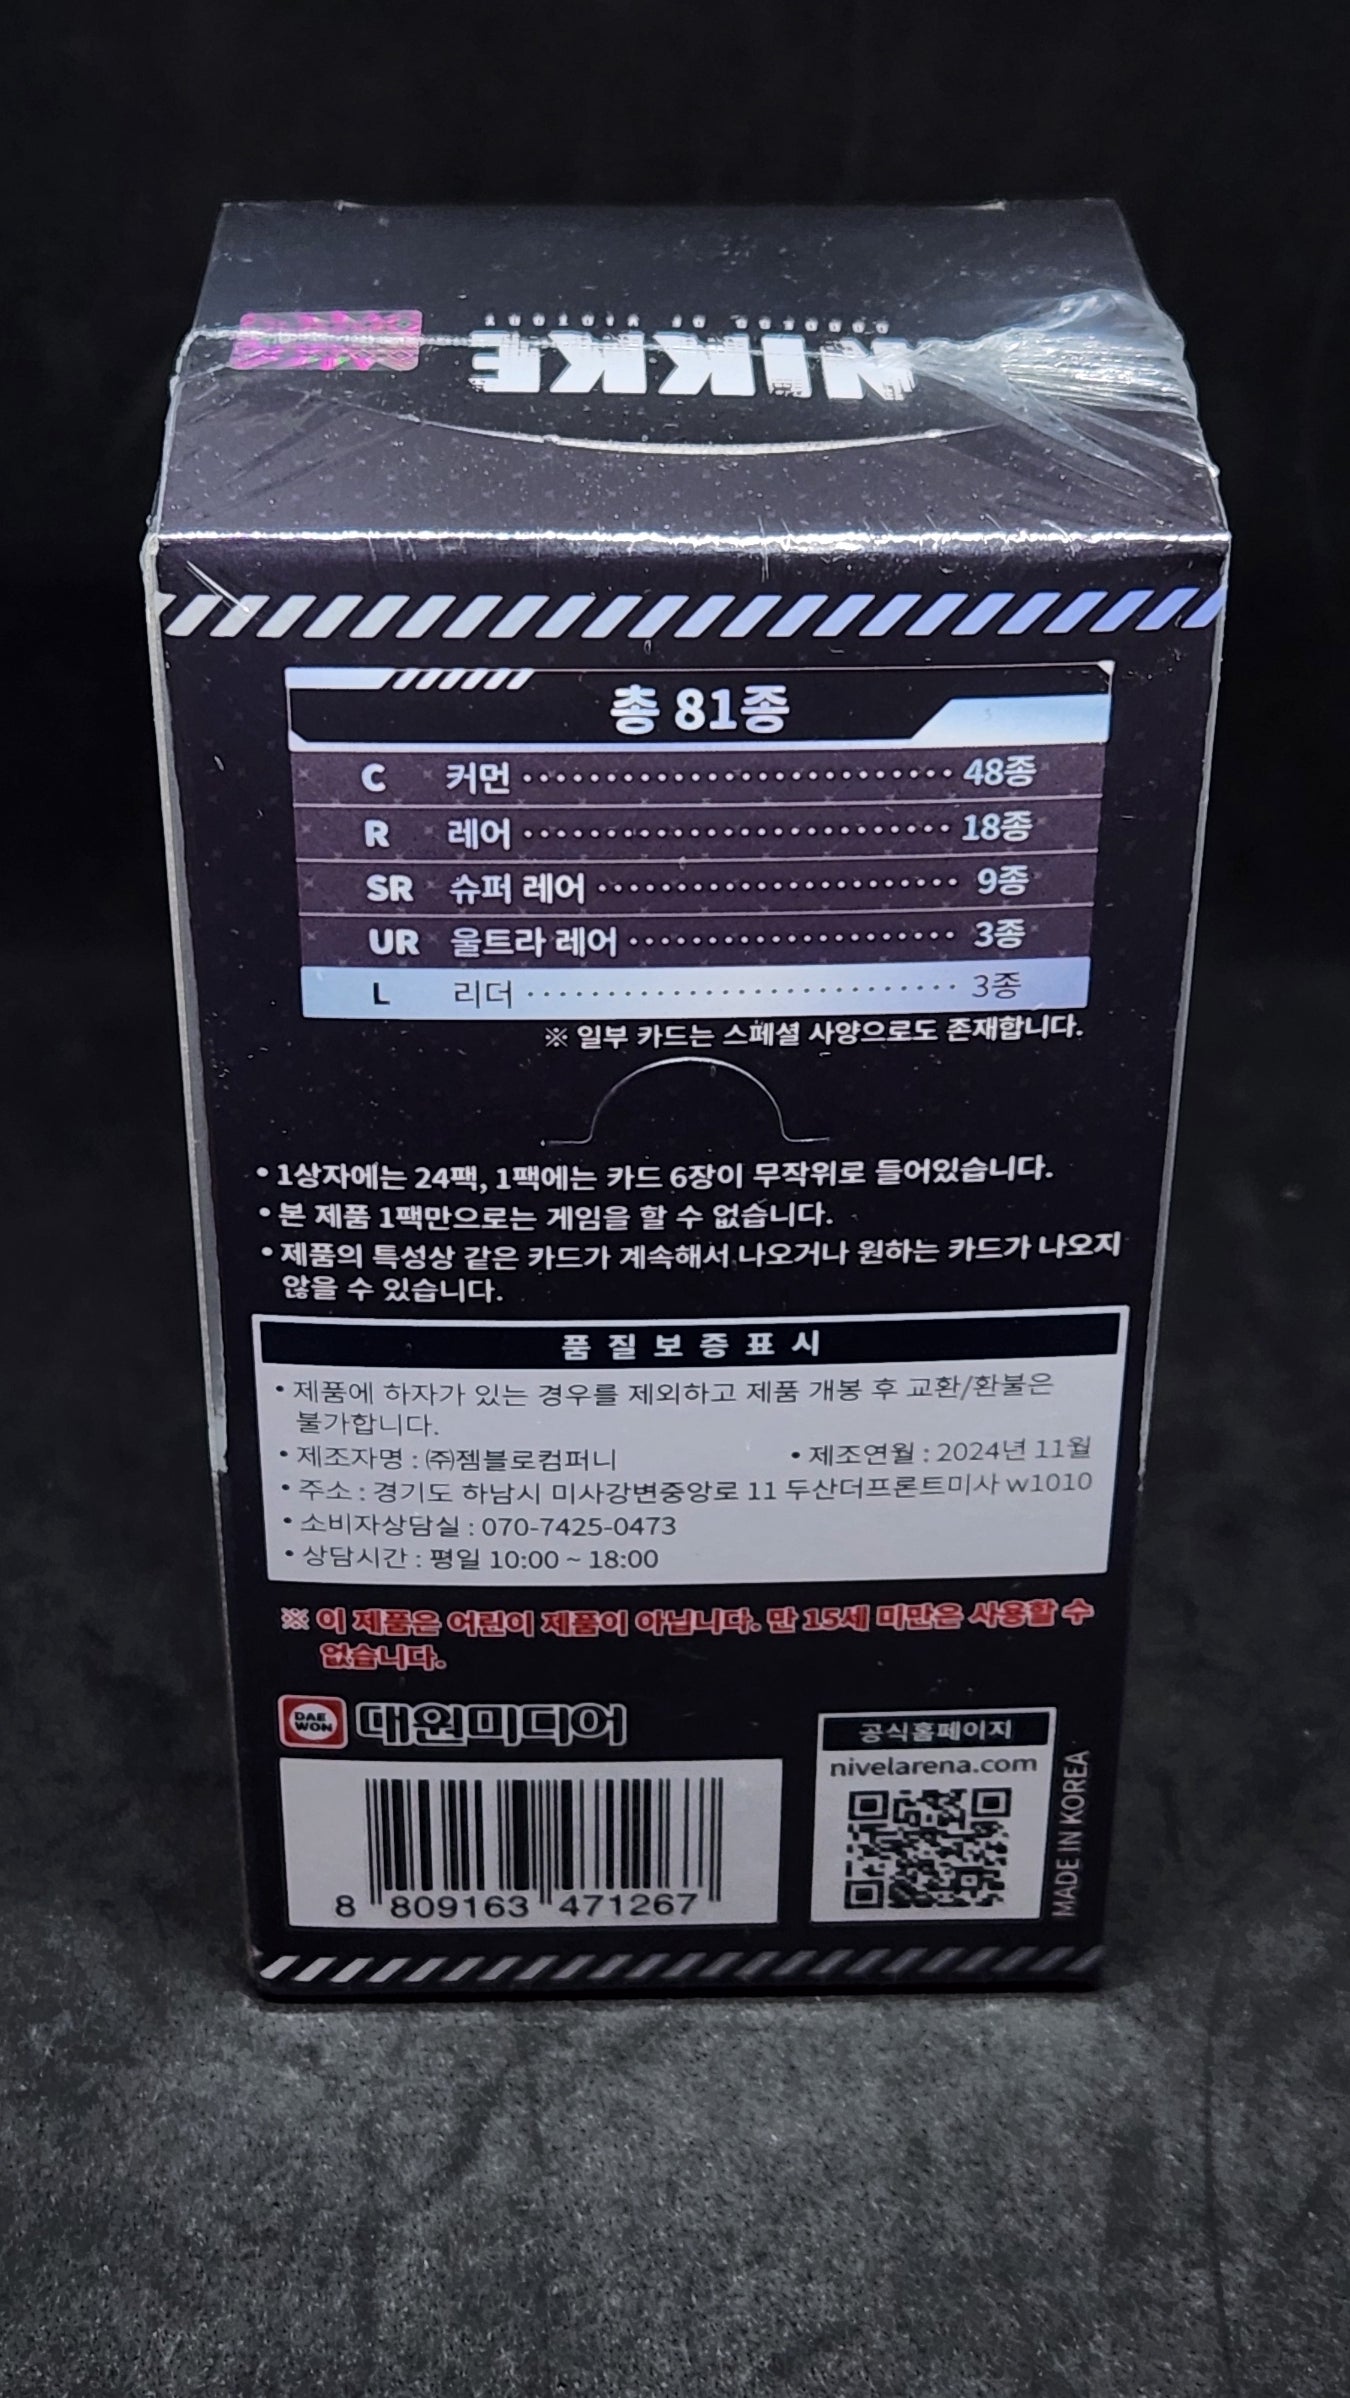 NIKKE
GODDESS OF VICTORY
총 81종
C 커먼 48종
R 레어 18종
SR 슈퍼 레어 9종
UR 울트라 레어 3종
L 리더 3종
※ 일부 카드는 스페셜 사양으로도 존재합니다.
• 1상자에는 24팩, 1팩에는 카드 6장이 무작위로 들어있습니다.
• 본 제품 1팩만으로는 게임을 할 수 없습니다.
• 제품의 특성상 같은 카드가 계속해서 나오거나 원하는 카드가 나오지
않을 수 있습니다.
품질보증표시
• 제품에 하자가 있는 경우를 제외하고 제품 개봉 후 교환/환불은
불가합니다.
• 제조자명 : ㈜젬블로컴퍼니 • 제조연월 : 2024년 11월
• 주소 : 경기도 하남시 미사강변중앙로 11 두산더프론트미사 w1010
• 소비자상담실 : 070-7425-0473
• 상담시간 : 평일 10:00 ~ 18:00
※ 이 제품은 어린이 제품이 아닙니다. 만 15세 미만은 사용할 수
없습니다.
DAE
WON
대원미디어
8 809163 471267
공식홈페이지
nivelarena.com
MADE IN KOREA